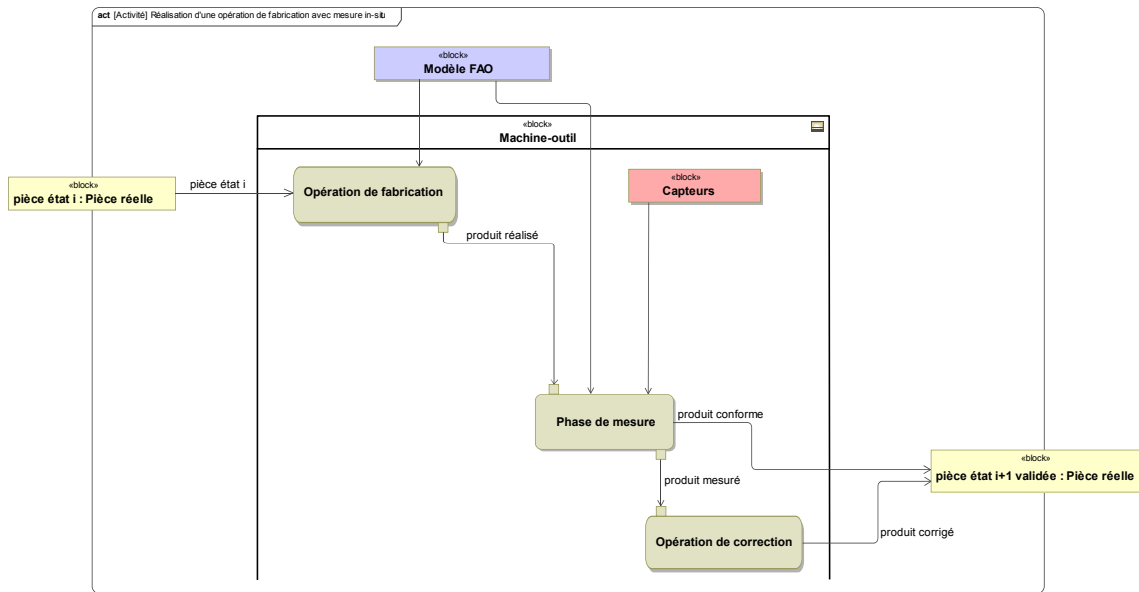 act [Activité] Réalisation d'une opération de fabrication avec mesure in-situ
«block»
Modèle FAO
«block»
Machine-outil
«block»
pièce état i : Pièce réelle
pièce état i
Opération de fabrication
«block»
Capteurs
produit réalisé
Phase de mesure
produit conforme
«block»
pièce état i+1 validée : Pièce réelle
produit mesuré
Opération de correction
produit corrigé